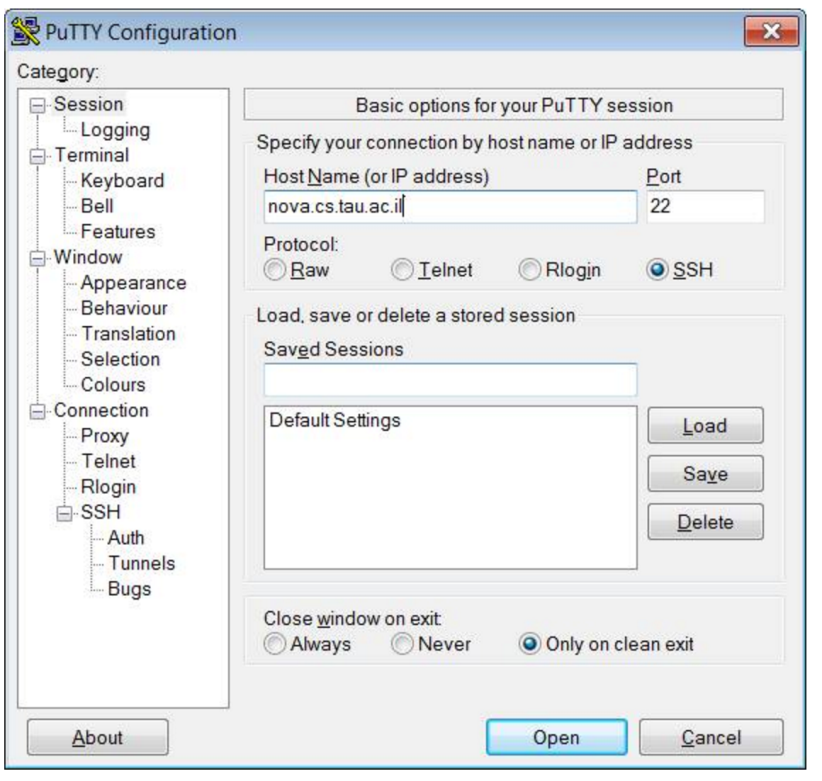 PuTTY Configuration
Category:
Session
Logging
Terminal
Keyboard
Bell
Features
Window
Appearance
Behaviour
Translation
Selection
Colours
Connection
Proxy
Telnet
Rlogin
SSH
Auth
Tunnels
Bugs
Basic options for your PuTTY session
Specify your connection by host name or IP address
Host Name (or IP address) Port
nova.cs.tau.ac.il 22
Protocol:
Raw Telnet Rlogin SSH
Load, save or delete a stored session
Saved Sessions
Default Settings
Load
Save
Delete
Close window on exit:
Always Never Only on clean exit
About Open Cancel